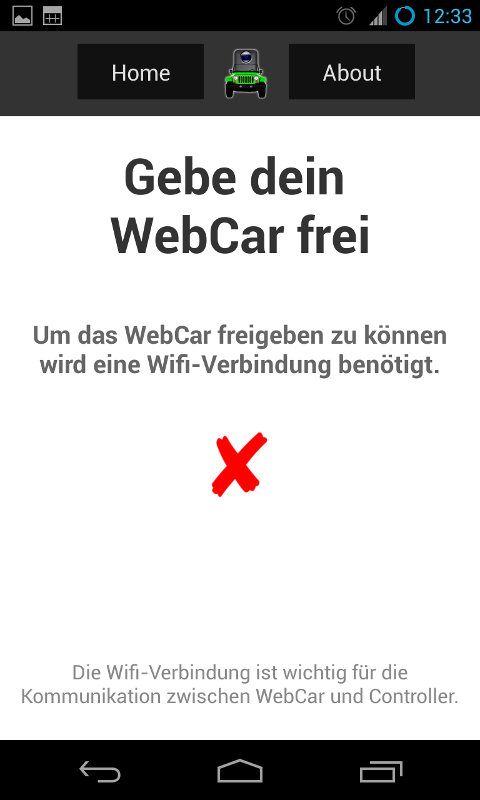 12:33
Home
About
Gebe dein
WebCar frei
Um das WebCar freigeben zu können
wird eine Wifi-Verbindung benötigt.
Die Wifi-Verbindung ist wichtig für die
Kommunikation zwischen WebCar und Controller.